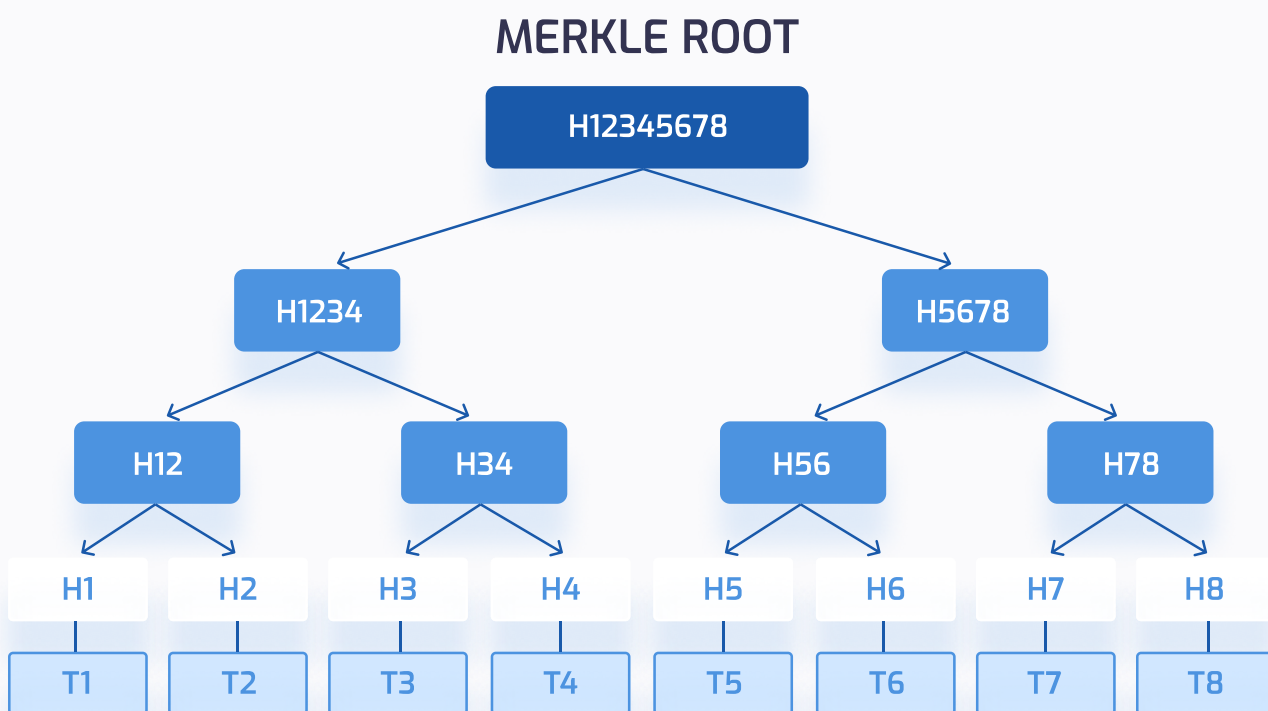 MERKLE ROOT
H12345678
H1234 H5678
H12 H34 H56 H78
H1 H2 H3 H4 H5 H6 H7 H8
T1 T2 T3 T4 T5 T6 T7 T8